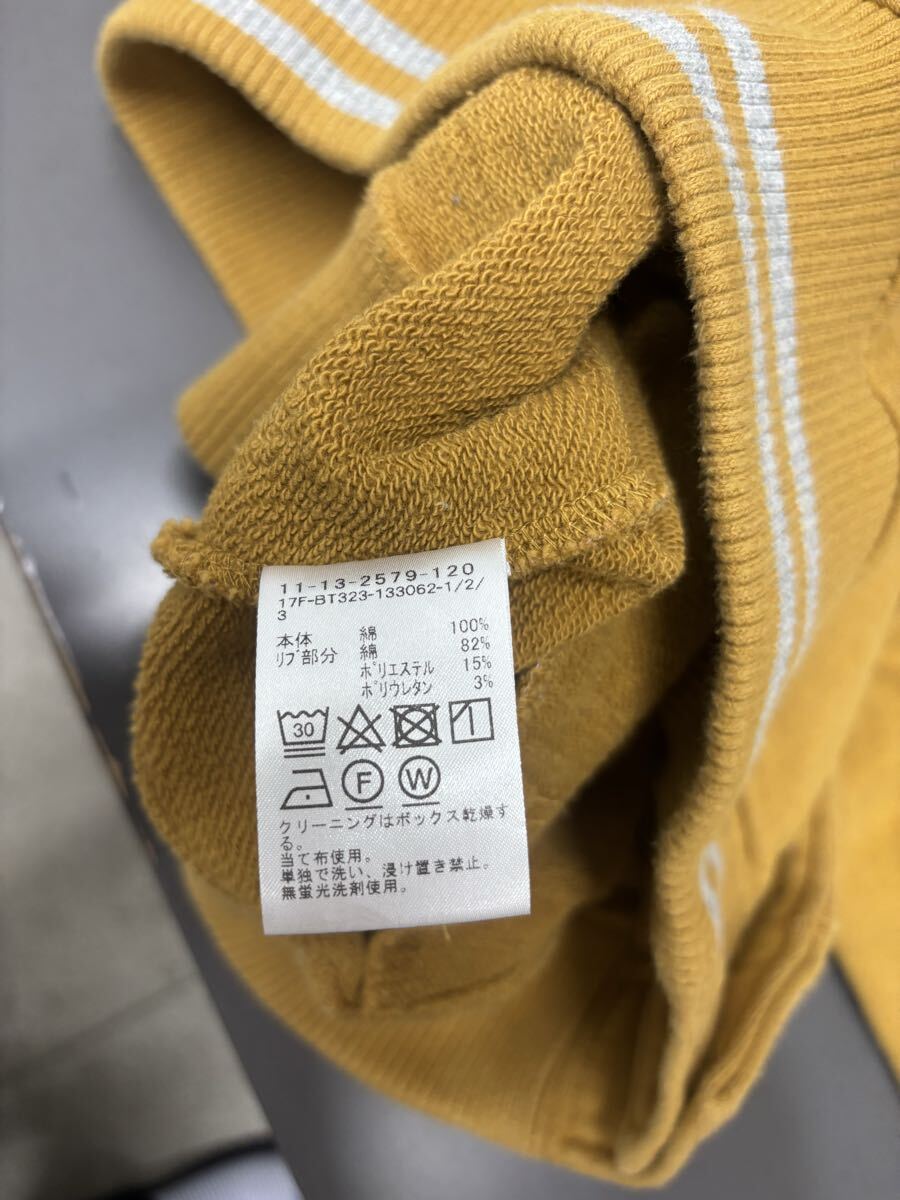 11-13-2579-120
17F-BT323-133062-1/2/
3
本体 綿 100%
リブ部分 綿 82%
ポリエステル 15%
ポリウレタン 3%
30
F W
クリーニングはボックス乾燥す
る。
当て布使用。
単独で洗い、浸け置き禁止。
無蛍光洗剤使用。